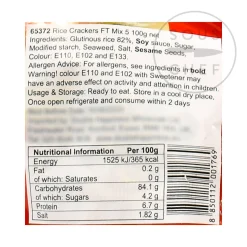 65372 Rice Crackers FT Mix 5 100g net
Ingredients: Glutinous rice 82%, Soy sauce, Sugar,
Modified starch, Seaweed, Salt, Sesame Seeds,
Colour: E110, E102 and E133.
Allergen Advice: For allergens, see ingredients in bold
Warning! colour E110 and E102 with Sweetener may
have an adverse effect on activity and attention in children
Usage & Storage: Ready to eat. Store in a cool dry place,
Once open refrigerate and consume within 2 days
Nutritional Information Per 100g
Energy 1525 kJ/365 kcal
Fat 0.2 g
of which: Saturates 0 g
Carbohydrates 84.1 g
of which: Sugars 4.2 g
Protein 6.7 g
Salt 1.82 g
8 850112 001769